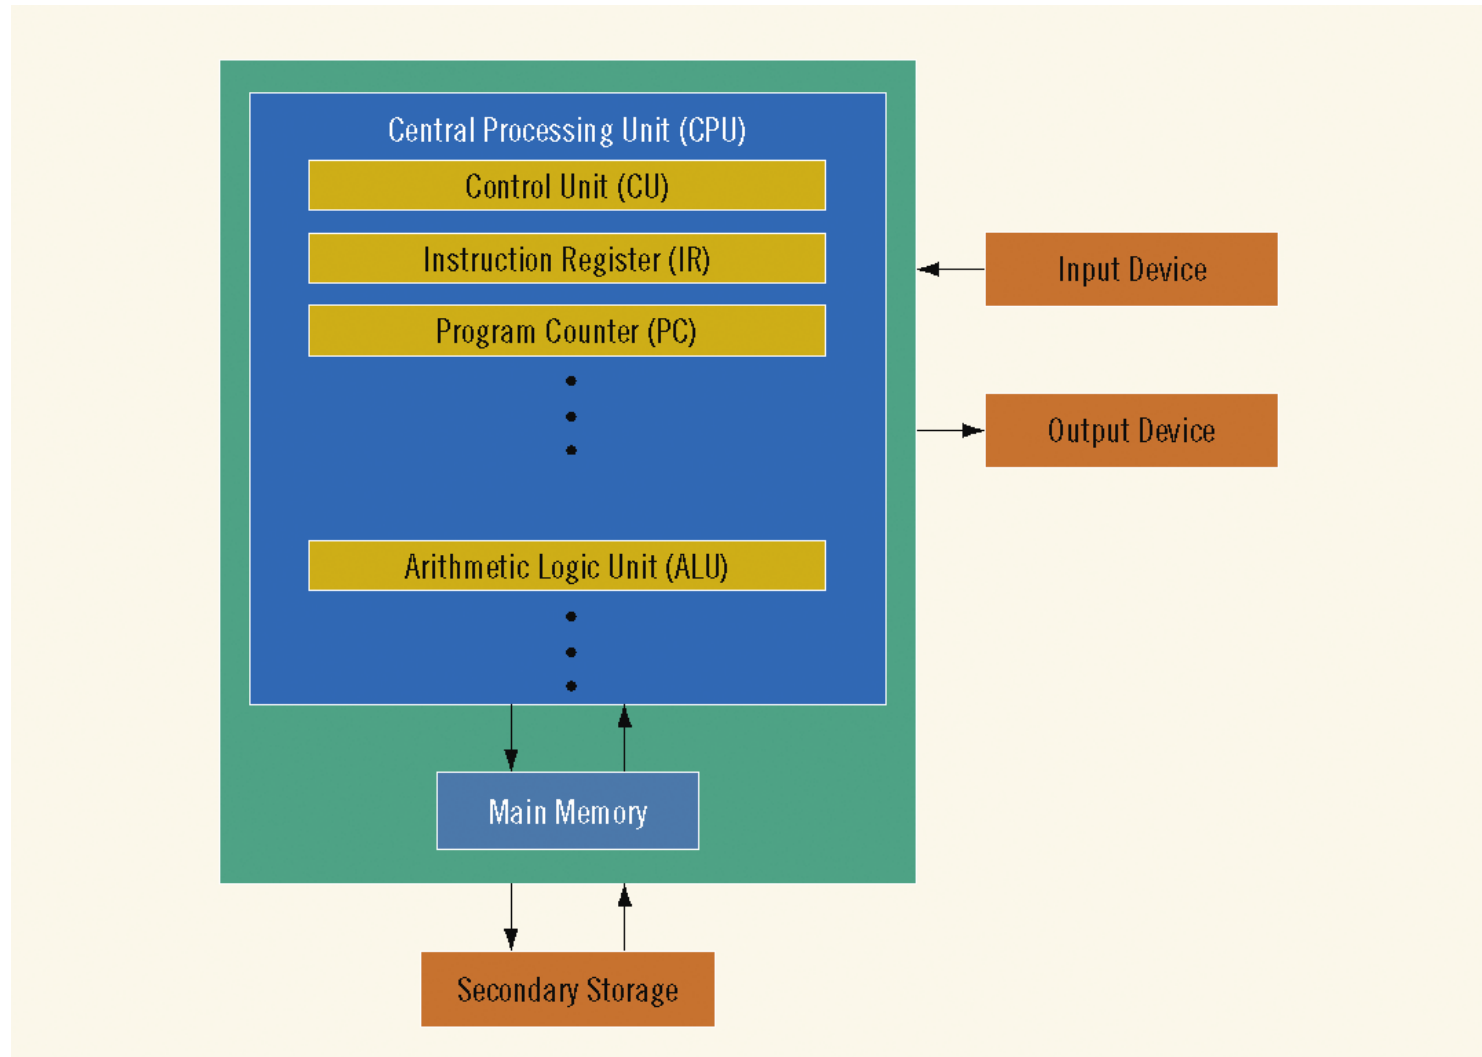 Central Processing Unit (CPU)
Control Unit (CU)
Instruction Register (IR)
Program Counter (PC)
Arithmetic Logic Unit (ALU)
Main Memory
Secondary Storage
Input Device
Output Device